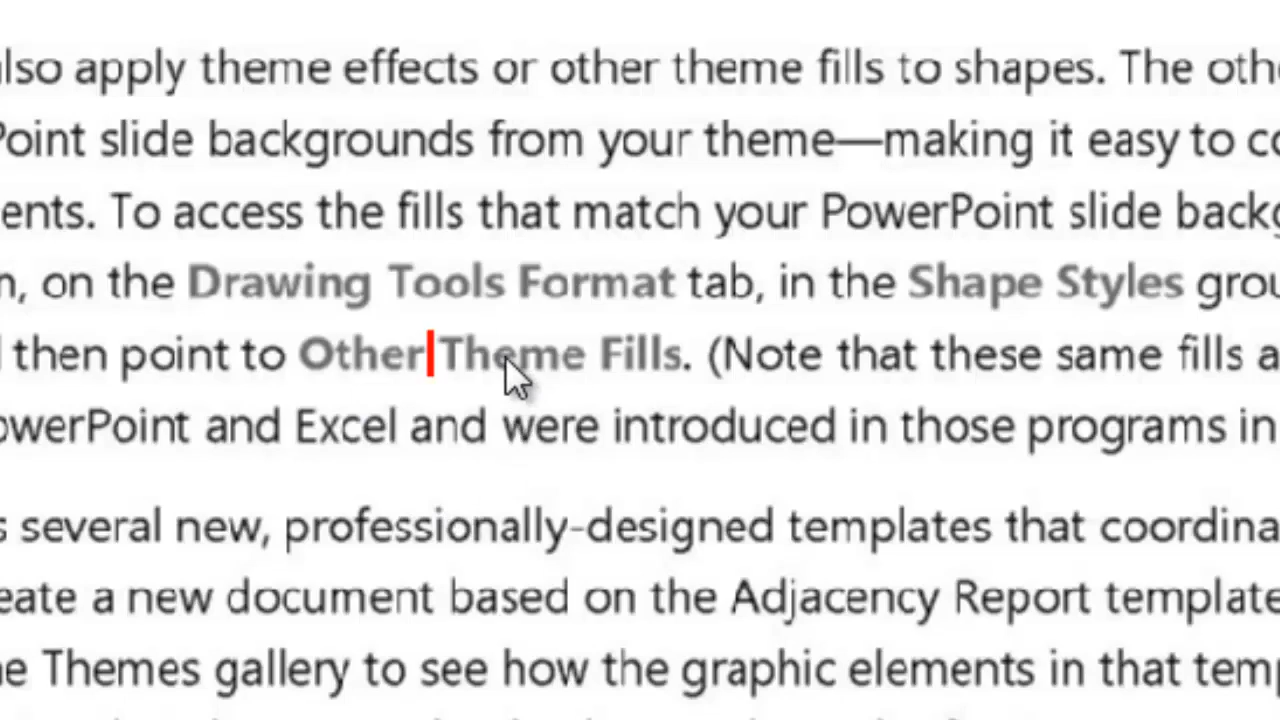 also apply theme effects or other theme fills to shapes. The oth
Point slide backgrounds from your theme—making it easy to co
ents. To access the fills that match your PowerPoint slide backg
n, on the Drawing Tools Format tab, in the Shape Styles grou
then point to Other Theme Fills. (Note that these same fills a
owerPoint and Excel and were introduced in those programs in
s several new, professionally-designed templates that coordina
eate a new document based on the Adjacency Report template
he Themes gallery to see how the graphic elements in that temp